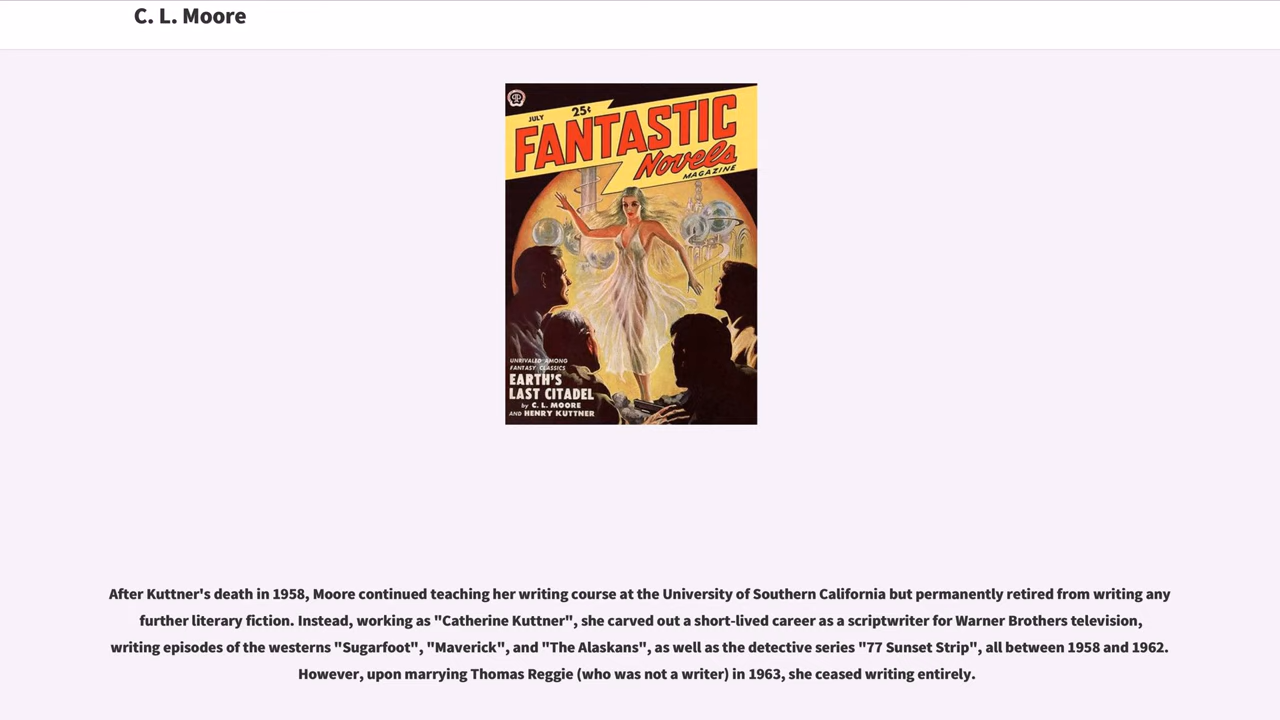 C. L. Moore
JULY 25¢
FANTASTIC
Novels
MAGAZINE
UNRIVALED AMONG
FANTASY CLASSICS
EARTH'S
LAST CITADEL
by C. L. MOORE
AND HENRY KUTTNER
After Kuttner's death in 1958, Moore continued teaching her writing course at the University of Southern California but permanently retired from writing any
further literary fiction. Instead, working as "Catherine Kuttner", she carved out a short-lived career as a scriptwriter for Warner Brothers television,
writing episodes of the westerns "Sugarfoot", "Maverick", and "The Alaskans", as well as the detective series "77 Sunset Strip", all between 1958 and 1962.
However, upon marrying Thomas Reggie (who was not a writer) in 1963, she ceased writing entirely.